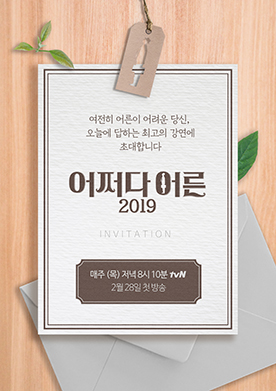 여전히 어른이 어려운 당신,
오늘에 답하는 최고의 강연에
초대합니다
어쩌다 어른
2019
INVITATION
매주 (목) 저녁 8시 10분 tvN
2월 28일 첫 방송